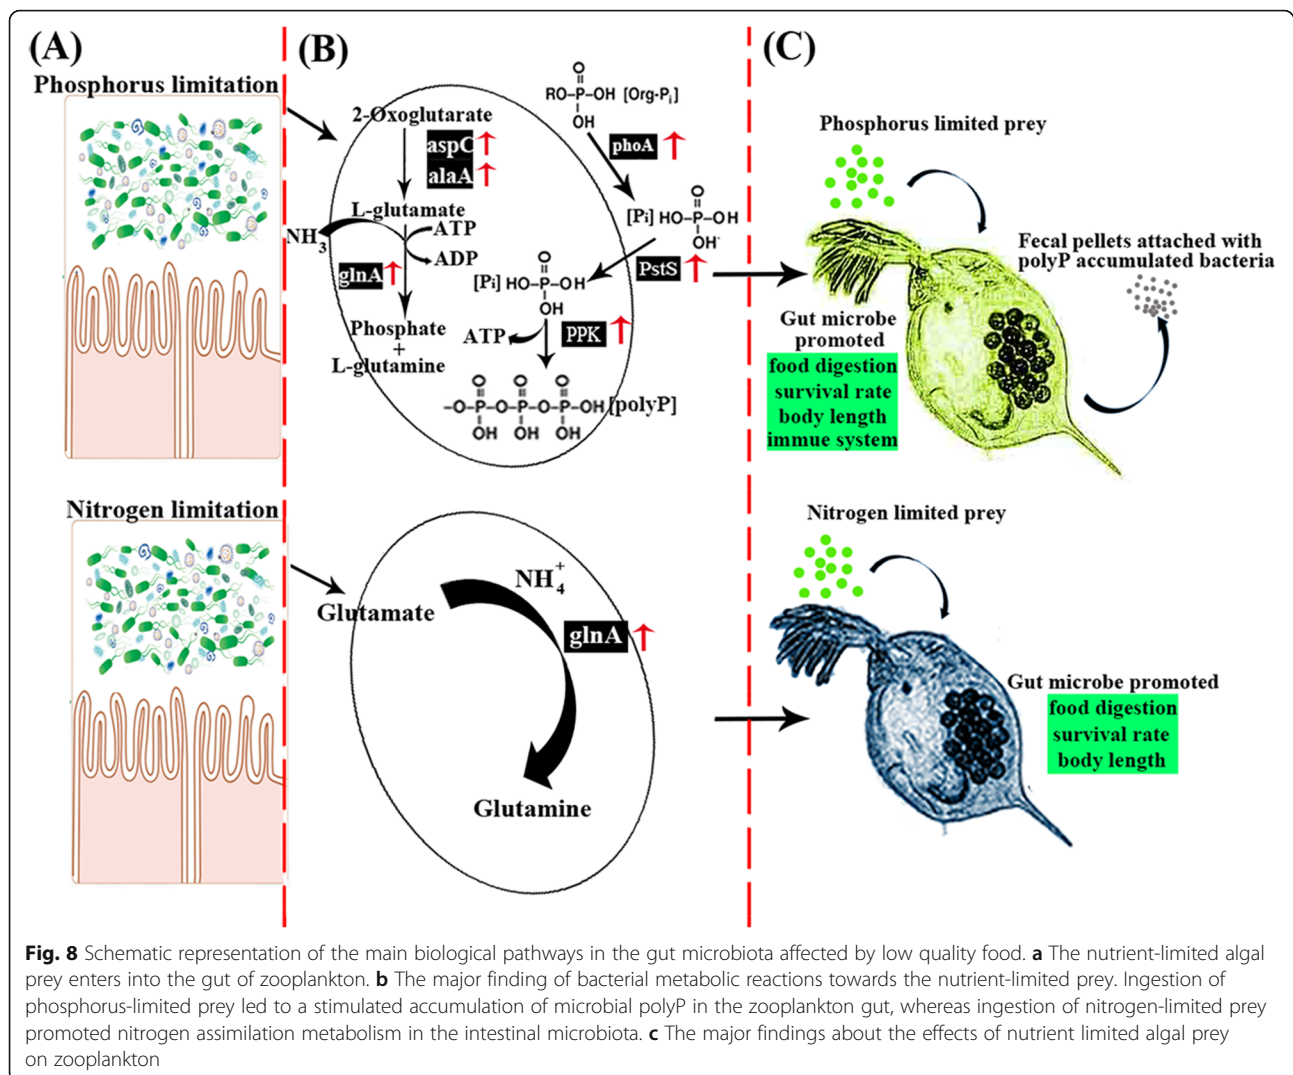 (A)
Phosphorus limitation
(B)
2-Oxoglutarate
aspC
alaA
L-glutamate
NH3
ATP
ADP
glnA
Phosphate
+
L-glutamine
O
RO-P-OH [Org-Pi]
OH
phoA
O
[Pi] HO-P-OH
OH-
PstS
O
[Pi] HO-P-OH
OH
ATP
PPK
O O O
-O-P-O-P-O-P-OH [polyP]
OH OH OH
(C)
Phosphorus limited prey
Fecal pellets attached with
polyP accumulated bacteria
Gut microbe
promoted
food digestion
survival rate
body length
immue system
Nitrogen limitation
Glutamate
NH4+
glnA
Glutamine
Nitrogen limited prey
Gut microbe promoted
food digestion
survival rate
body length
Fig. 8 Schematic representation of the main biological pathways in the gut microbiota affected by low quality food. a The nutrient-limited algal
prey enters into the gut of zooplankton. b The major finding of bacterial metabolic reactions towards the nutrient-limited prey. Ingestion of
phosphorus-limited prey led to a stimulated accumulation of microbial polyP in the zooplankton gut, whereas ingestion of nitrogen-limited prey
promoted nitrogen assimilation metabolism in the intestinal microbiota. c The major findings about the effects of nutrient limited algal prey
on zooplankton